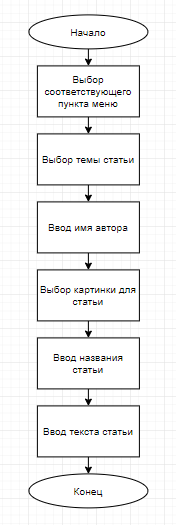 Начало
Выбор
соответствующего
пункта меню
Выбор темы статьи
Ввод имя автора
Выбор картинки для
статьи
Ввод названия
статьи
Ввод текста статьи
Конец